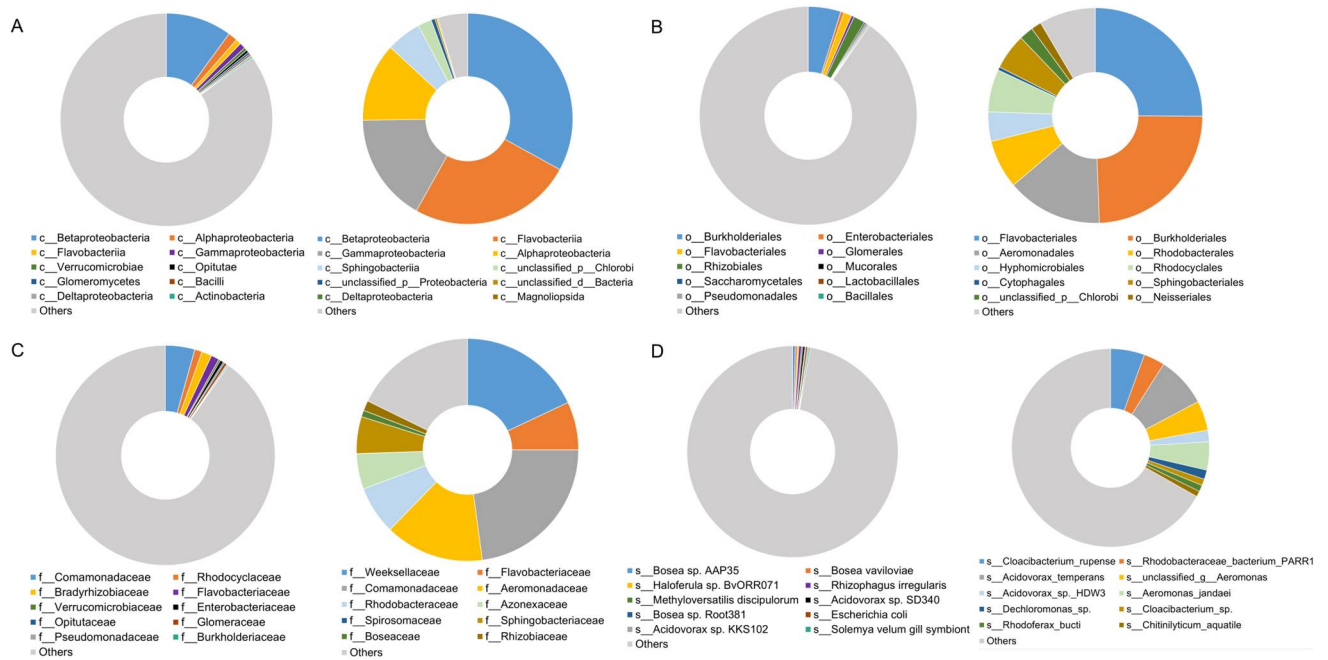 A
c__Betaproteobacteria c__Alphaproteobacteria
c__Flavobacteriia c__Gammaproteobacteria
c__Verrucomicrobiae c__Opitutae
c__Glomeromycetes c__Bacilli
c__Deltaproteobacteria c__Actinobacteria
Others
c__Betaproteobacteria c__Flavobacteriia
c__Gammaproteobacteria c__Alphaproteobacteria
c__Sphingobacteriia c__unclassified_p__Chlorobi
c__unclassified_p__Proteobacteria c__unclassified_d__Bacteria
c__Deltaproteobacteria c__Magnoliopsida
Others
B
o__Burkholderiales o__Enterobacteriales
o__Flavobacteriales o__Glomerales
o__Rhizobiales o__Mucorales
o__Saccharomycetales o__Lactobacillales
o__Pseudomonadales o__Bacillales
Others
o__Flavobacteriales o__Burkholderiales
o__Aeromonadales o__Rhodobacterales
o__Hyphomicrobiales o__Rhodocyclales
o__Cytophagales o__Sphingobacteriales
o__unclassified_p__Chlorobi o__Neisseriales
Others
C
f__Comamonadaceae f__Rhodocyclaceae
f__Bradyrhizobiaceae f__Flavobacteriaceae
f__Verrucomicrobiaceae f__Enterobacteriaceae
f__Opitutaceae f__Glomeraceae
f__Pseudomonadaceae f__Burkholderiaceae
Others
f__Weeksellaceae f__Flavobacteriaceae
f__Comamonadaceae f__Aeromonadaceae
f__Rhodobacteraceae f__Azonexaceae
f__Spirosomaceae f__Sphingobacteriaceae
f__Boseaceae f__Rhizobiaceae
Others
D
s__Bosea sp. AAP35 s__Bosea vaviloviae
s__Haloferula sp. BvORR071 s__Rhizophagus irregularis
s__Methyloversatilis discipulorum s__Acidovorax sp. SD340
s__Bosea sp. Root381 s__Escherichia coli
s__Acidovorax sp. KKS102 s__Solemya velum gill symbiont
Others
s__Cloacibacterium_rupense s__Rhodobacteraceae_bacterium_PARR1
s__Acidovorax_temperans s__unclassified_g__Aeromonas
s__Acidovorax_sp._HDW3 s__Aeromonas_jandaei
s__Dechloromonas_sp. s__Cloacibacterium_sp.
s__Rhodoferax_bucti s__Chitinilyticum_aquatile
Others